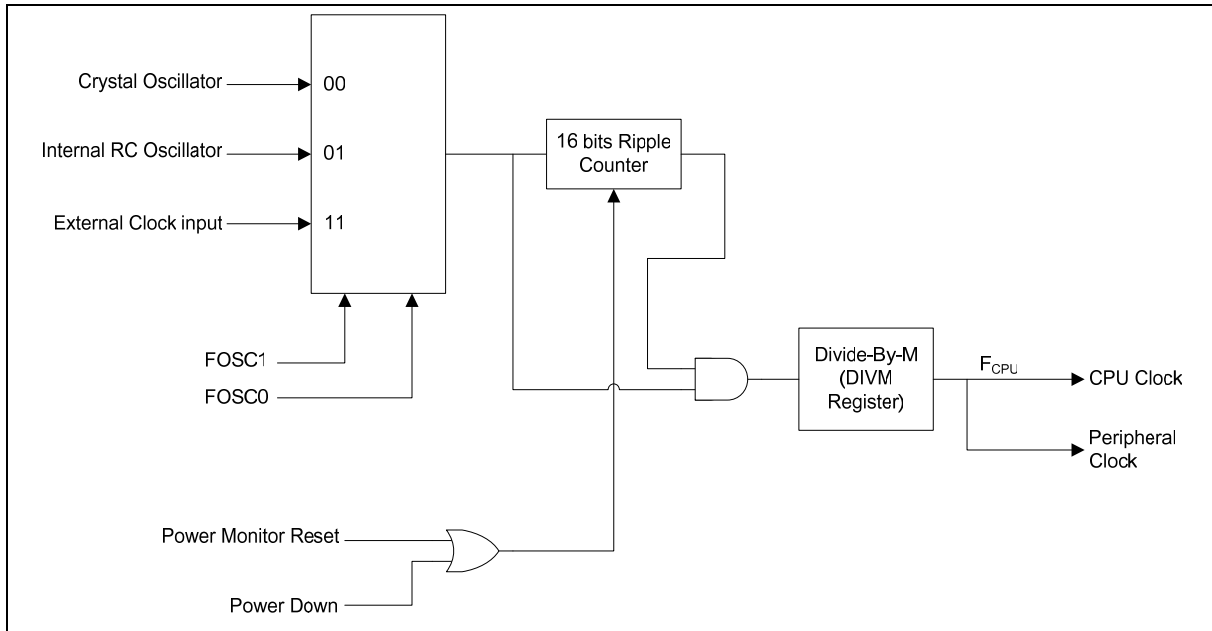 Crystal Oscillator
00
Internal RC Oscillator
01
External Clock input
11
16 bits Ripple
Counter
FOSC1
FOSC0
Divide-By-M
(DIVM
Register)
FCPU
CPU Clock
Peripheral
Clock
Power Monitor Reset
Power Down